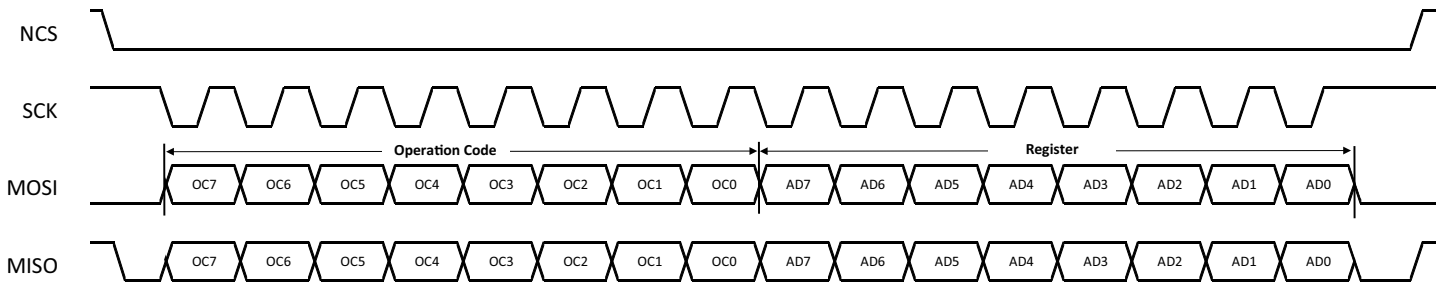 NCS
SCK
Operation Code Register
MOSI OC7 OC6 OC5 OC4 OC3 OC2 OC1 OC0 AD7 AD6 AD5 AD4 AD3 AD2 AD1 AD0
MISO OC7 OC6 OC5 OC4 OC3 OC2 OC1 OC0 AD7 AD6 AD5 AD4 AD3 AD2 AD1 AD0